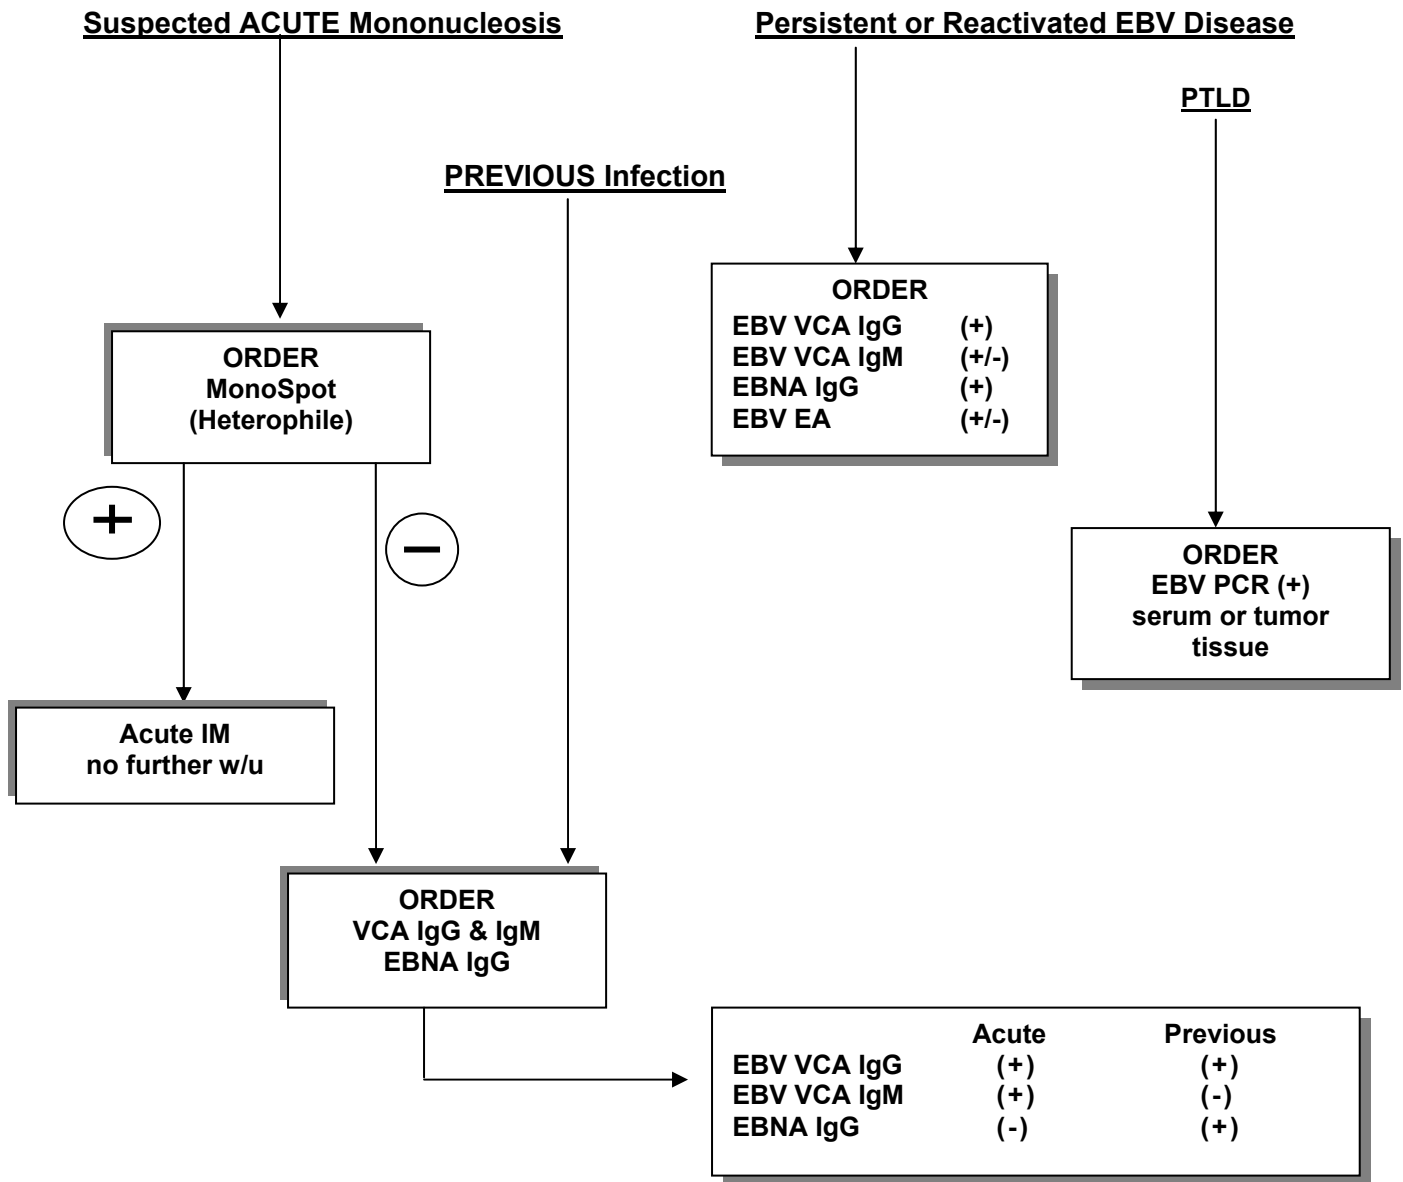 Suspected ACUTE Mononucleosis
Persistent or Reactivated EBV Disease
PTLD
PREVIOUS Infection
ORDER
EBV VCA IgG (+)
EBV VCA IgM (+/-)
EBNA IgG (+)
EBV EA (+/-)
ORDER
MonoSpot
(Heterophile)
+
−
ORDER
EBV PCR (+)
serum or tumor
tissue
Acute IM
no further w/u
ORDER
VCA IgG & IgM
EBNA IgG
Acute Previous
EBV VCA IgG (+) (+)
EBV VCA IgM (+) (-)
EBNA IgG (-) (+)